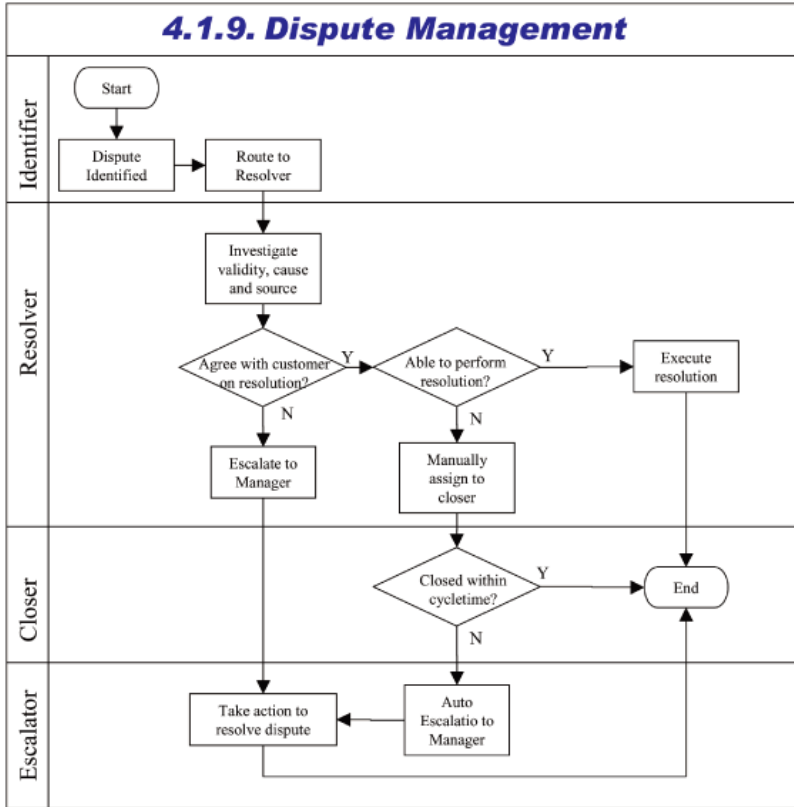 4.1.9. Dispute Management
Identifier
Start
Dispute
Identified
Route to
Resolver
Resolver
Investigate
validity, cause
and source
Agree with customer
on resolution?
Y
Able to perform
resolution?
Y
Execute
resolution
N
N
Escalate to
Manager
Manually
assign to
closer
Closer
Closed within
cycletime?
Y
End
N
Escalator
Take action to
resolve dispute
Auto
Escalatio to
Manager